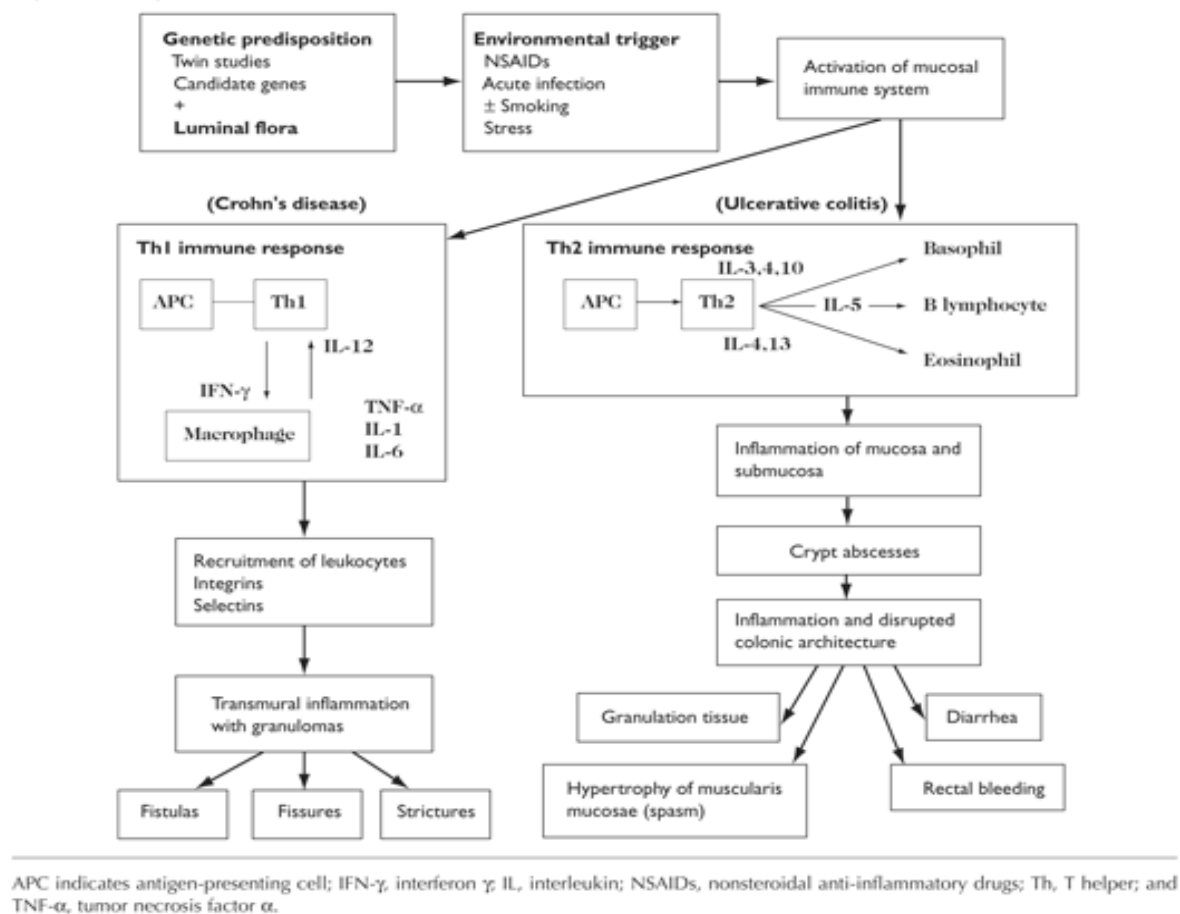 Genetic predisposition
Twin studies
Candidate genes
+
Luminal flora
Environmental trigger
NSAIDs
Acute infection
± Smoking
Stress
Activation of mucosal
immune system
(Crohn's disease)
Th1 immune response
APC
Th1
IL-12
IFN-γ
Macrophage
TNF-α
IL-1
IL-6
Recruitment of leukocytes
Integrins
Selectins
Transmural inflammation
with granulomas
Fistulas
Fissures
Strictures
(Ulcerative colitis)
Th2 immune response
APC
Th2
IL-3,4,10
IL-5
IL-4,13
Basophil
B lymphocyte
Eosinophil
Inflammation of mucosa and
submucosa
Crypt abscesses
Inflammation and disrupted
colonic architecture
Granulation tissue
Diarrhea
Hypertrophy of muscularis
mucosae (spasm)
Rectal bleeding
APC indicates antigen-presenting cell; IFN-γ, interferon γ; IL, interleukin; NSAIDs, nonsteroidal anti-inflammatory drugs; Th, T helper; and
TNF-α, tumor necrosis factor α.